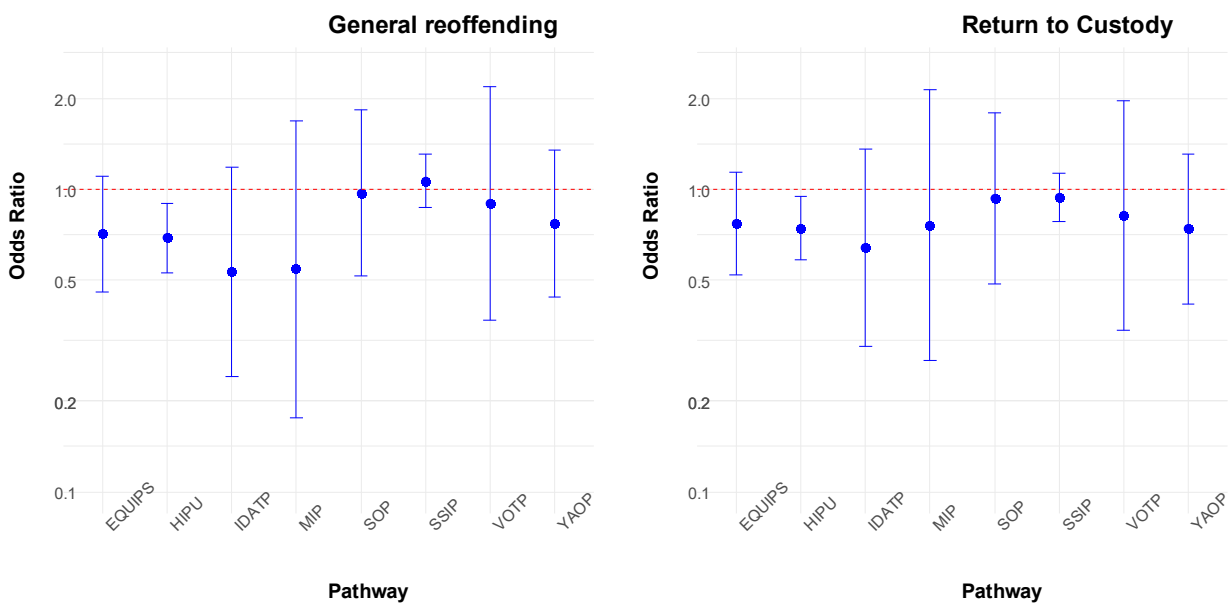 General reoffending
Return to Custody
Odds Ratio
2.0
1.0
0.5
0.2
0.1
EQUIPS
HIPU
IDATP
MIP
SOP
SSIP
VOTP
YAOP
Pathway
Odds Ratio
2.0
1.0
0.5
0.2
0.1
EQUIPS
HIPU
IDATP
MIP
SOP
SSIP
VOTP
YAOP
Pathway